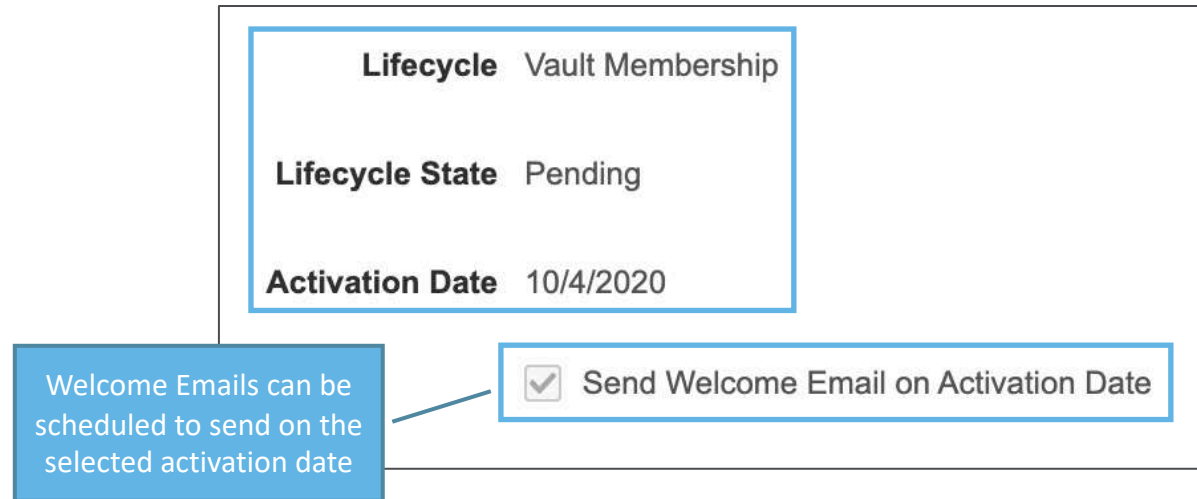 Lifecycle Vault Membership
Lifecycle State Pending
Activation Date 10/4/2020
Send Welcome Email on Activation Date
Welcome Emails can be
scheduled to send on the
selected activation date